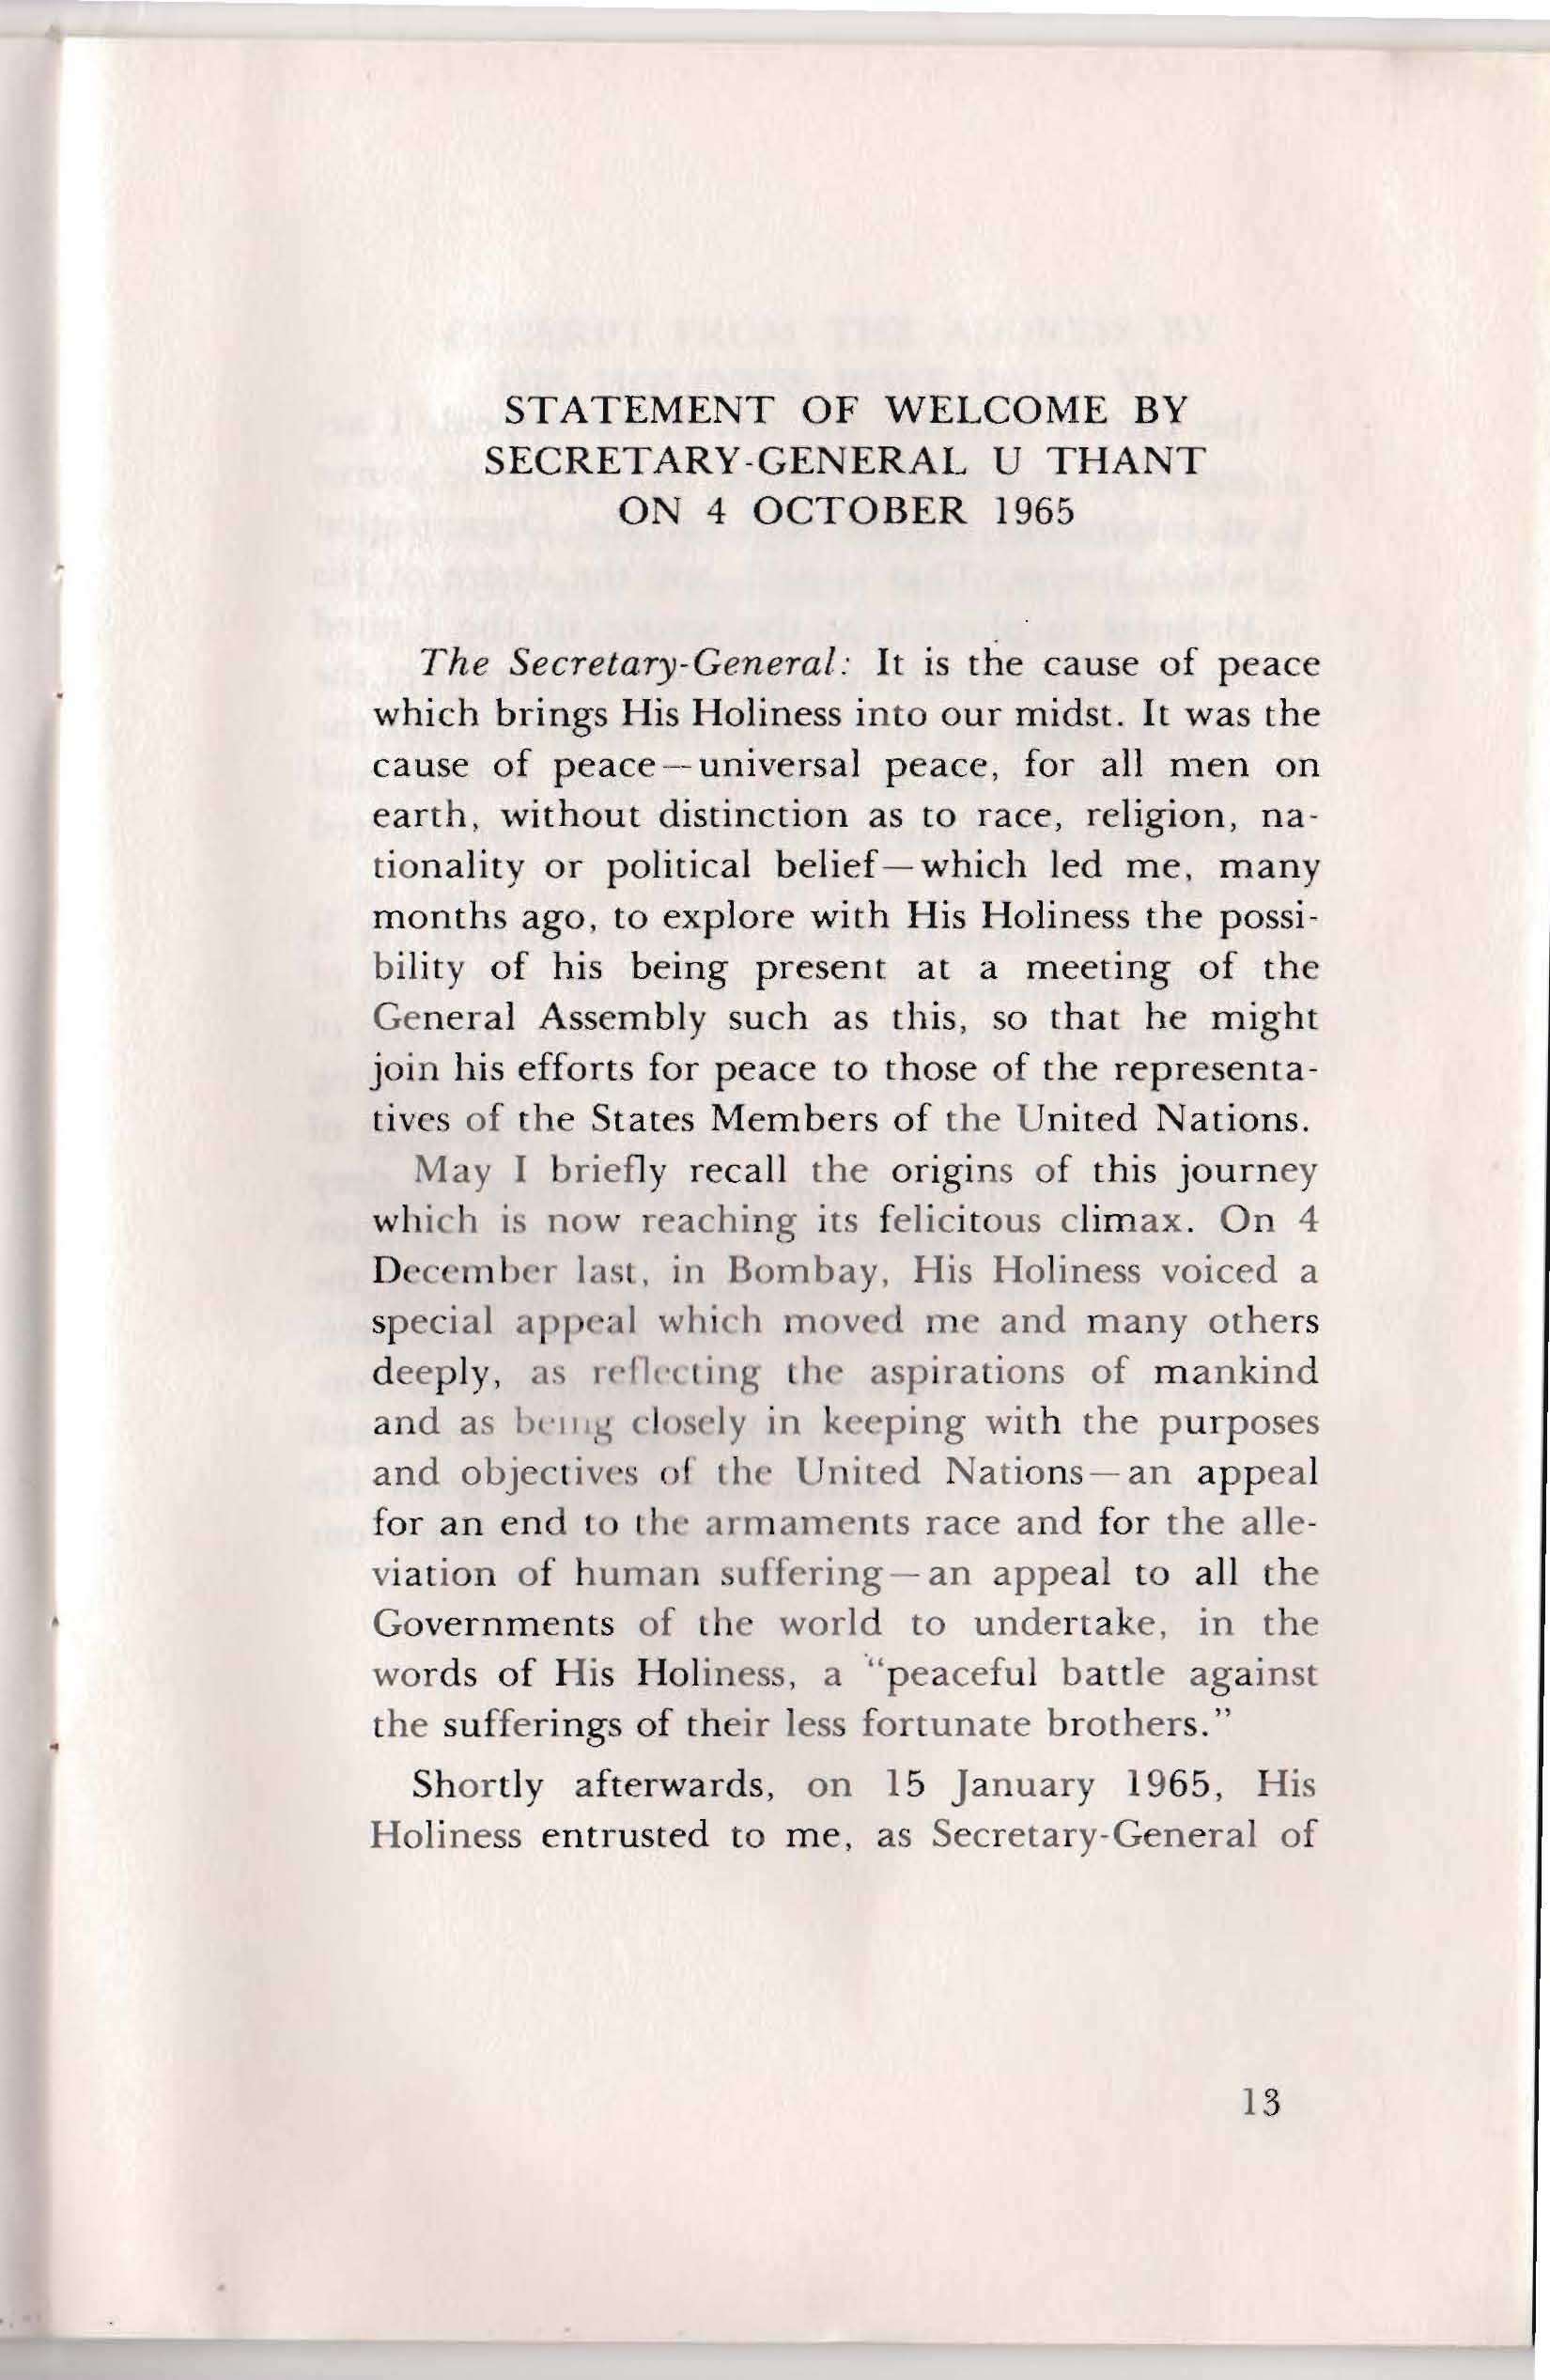 STATEMENT OF WELCOME BY
SECRETARY-GENERAL U THANT
ON 4 OCTOBER 1965
The Secretary-General: It is the cause of peace
which brings His Holiness into our midst. It was the
cause of peace—universal peace, for all men on
earth, without distinction as to race, religion, na-
tionality or political belief—which led me, many
months ago, to explore with His Holiness the possi-
bility of his being present at a meeting of the
General Assembly such as this, so that he might
join his efforts for peace to those of the representa-
tives of the States Members of the United Nations.
May I briefly recall the origins of this journey
which is now reaching its felicitous climax. On 4
December last, in Bombay, His Holiness voiced a
special appeal which moved me and many others
deeply, as reflecting the aspirations of mankind
and as being closely in keeping with the purposes
and objectives of the United Nations—an appeal
for an end to the armaments race and for the alle-
viation of human suffering—an appeal to all the
Governments of the world to undertake, in the
words of His Holiness, a “peaceful battle against
the sufferings of their less fortunate brothers.”
Shortly afterwards, on 15 January 1965, His
Holiness entrusted to me, as Secretary-General of
13